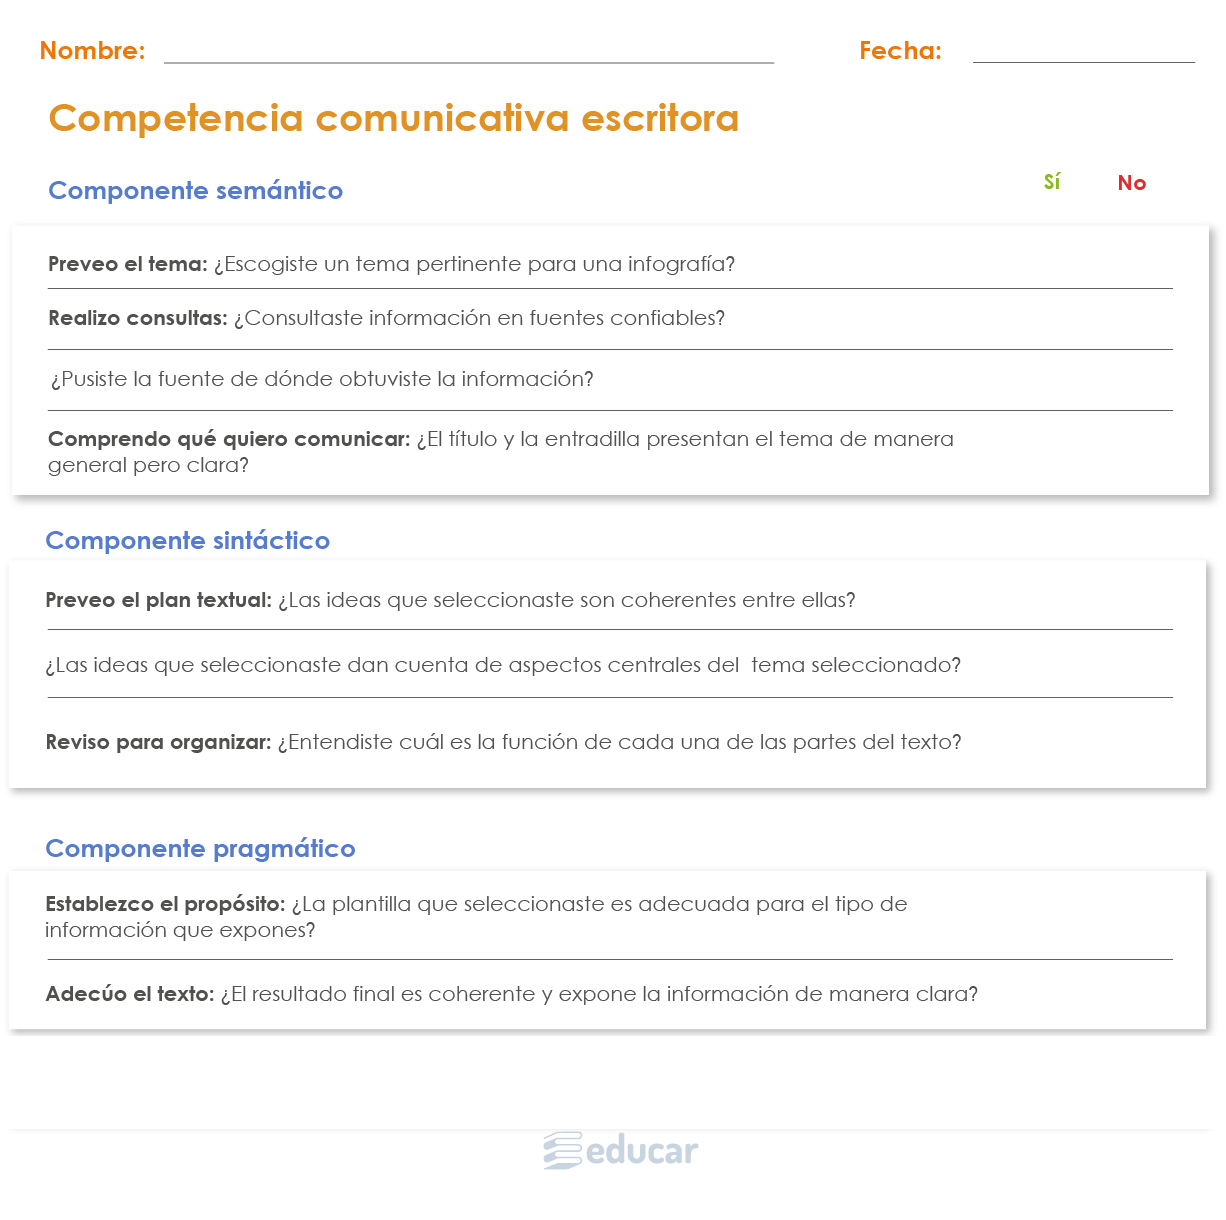 Nombre: Fecha:
Competencia comunicativa escritora
Componente semántico Sí No
Preveo el tema: ¿Escogiste un tema pertinente para una infografía?
Realizo consultas: ¿Consultaste información en fuentes confiables?
¿Pusiste la fuente de dónde obtuviste la información?
Comprendo qué quiero comunicar: ¿El título y la entradilla presentan el tema de manera
general pero clara?
Componente sintáctico
Preveo el plan textual: ¿Las ideas que seleccionaste son coherentes entre ellas?
¿Las ideas que seleccionaste dan cuenta de aspectos centrales del tema seleccionado?
Reviso para organizar: ¿Entendiste cuál es la función de cada una de las partes del texto?
Componente pragmático
Establezco el propósito: ¿La plantilla que seleccionaste es adecuada para el tipo de
información que expones?
Adecúo el texto: ¿El resultado final es coherente y expone la información de manera clara?
educar